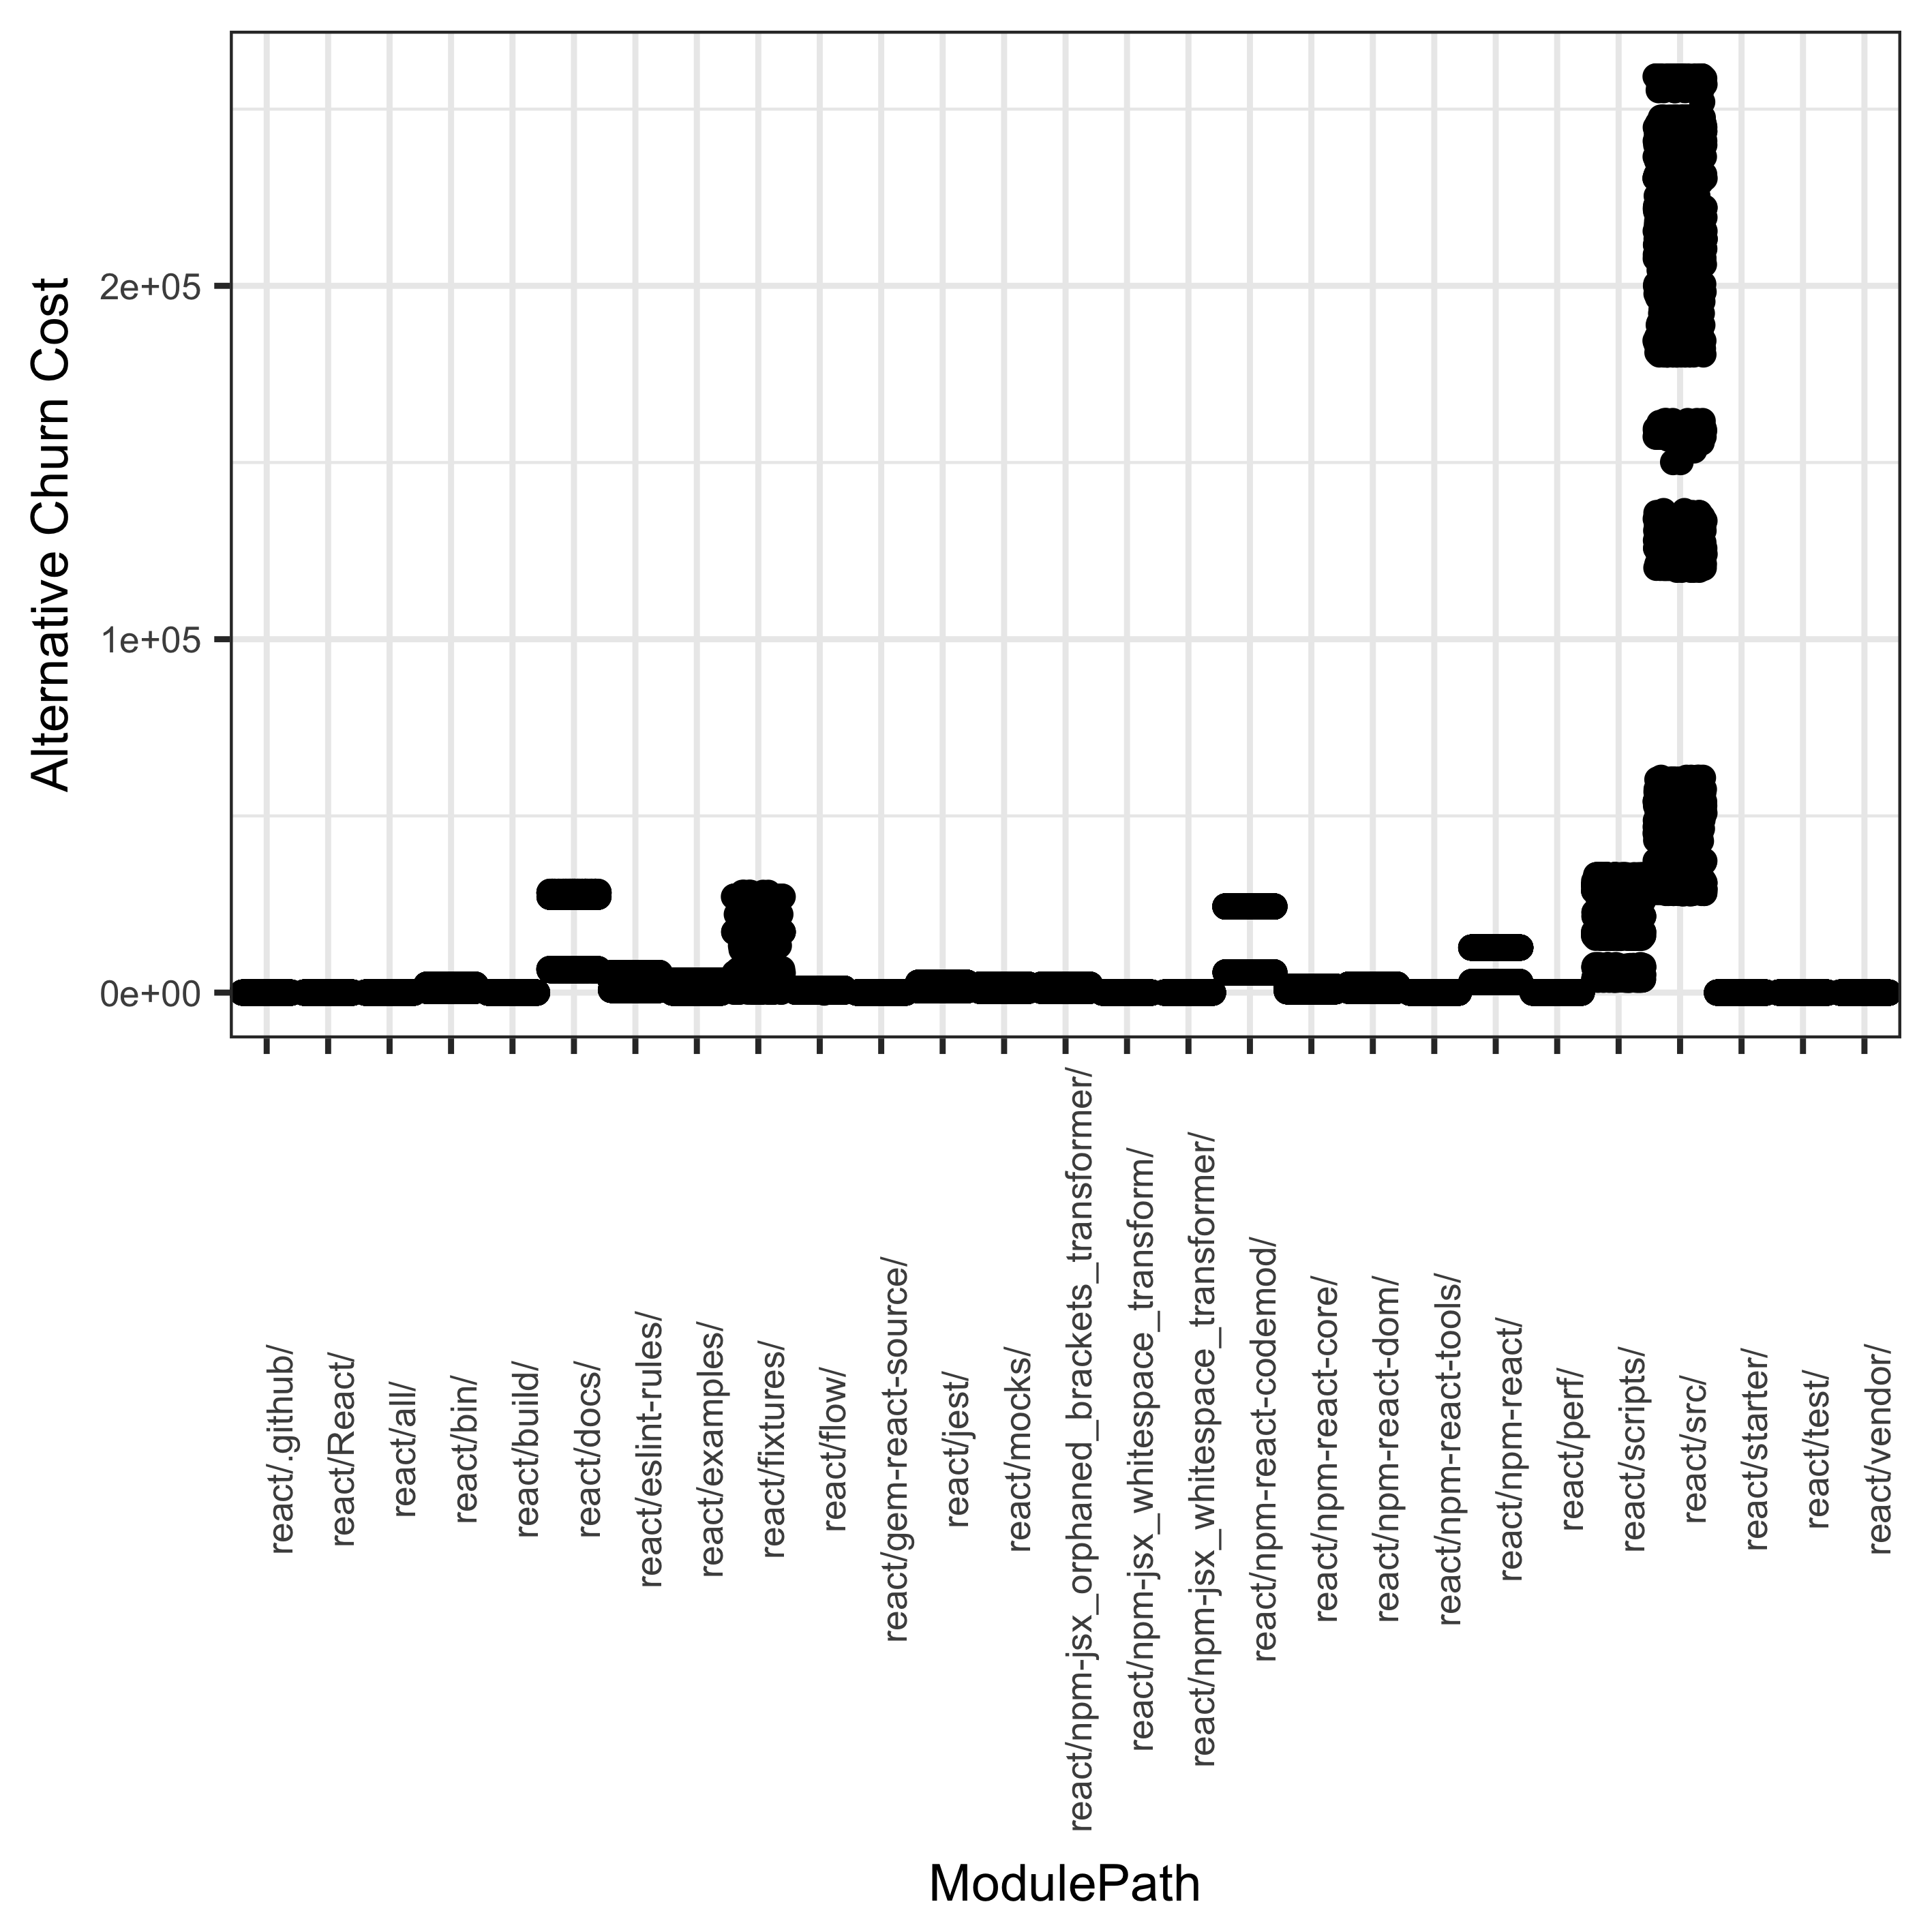 Alternative Churn Cost
2e+05
1e+05
0e+00
react/.github/
react/React/
react/all/
react/bin/
react/build/
react/docs/
react/eslint-rules/
react/examples/
react/fixtures/
react/flow/
react/gem-react-source/
react/jest/
react/mocks/
react/npm-jsx_orphaned_brackets_transformer/
react/npm-jsx_whitespace_transform/
react/npm-jsx_whitespace_transformer/
react/npm-react-codemod/
react/npm-react-core/
react/npm-react-dom/
react/npm-react-tools/
react/npm-react/
react/perf/
react/scripts/
react/src/
react/starter/
react/test/
react/vendor/
ModulePath